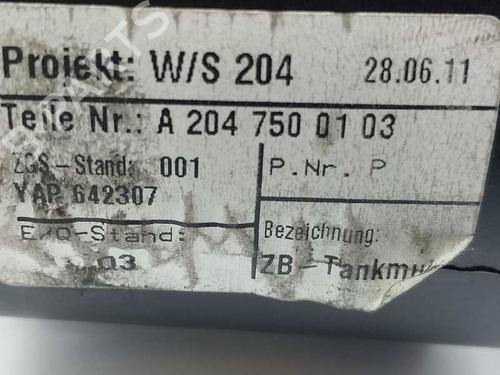 Projekt: W/S 204 28.06.11
Teile Nr.: A 204 750 01 03
ZGS-Stand: 001 P.Nr. P
YAP 642307
E/Q-Stand: Bezeichnung:
03 ZB-Tankmu